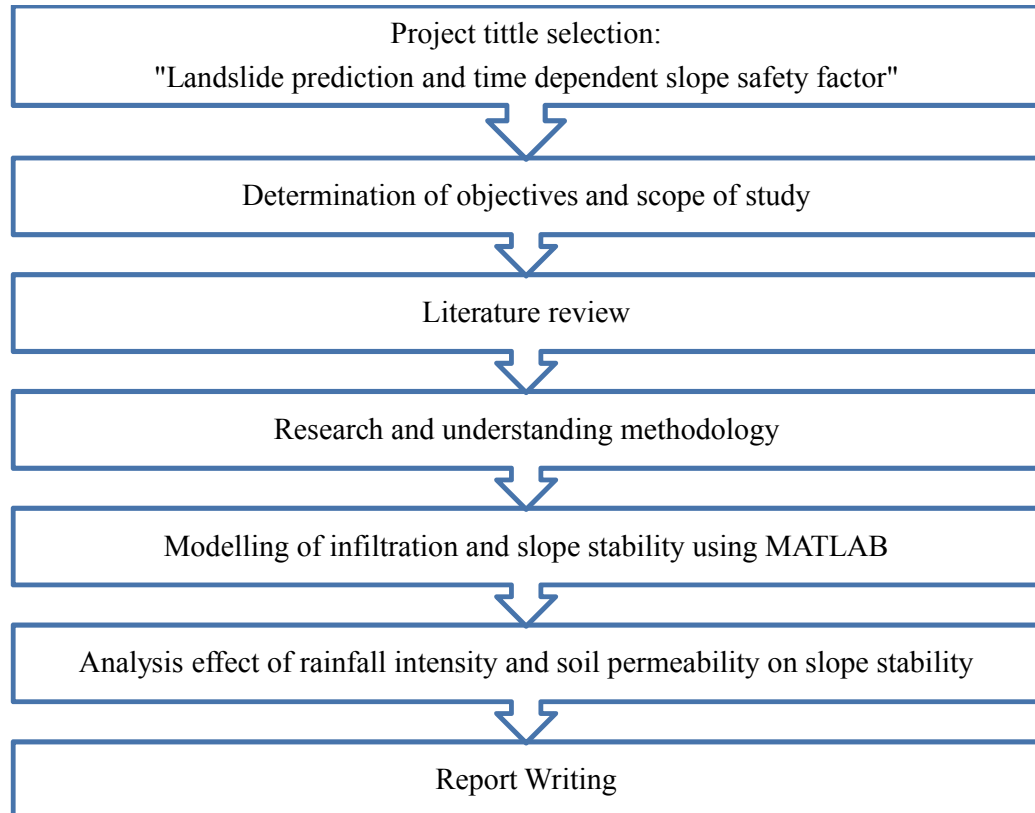 Project tittle selection:
"Landslide prediction and time dependent slope safety factor"
Determination of objectives and scope of study
Literature review
Research and understanding methodology
Modelling of infiltration and slope stability using MATLAB
Analysis effect of rainfall intensity and soil permeability on slope stability
Report Writing